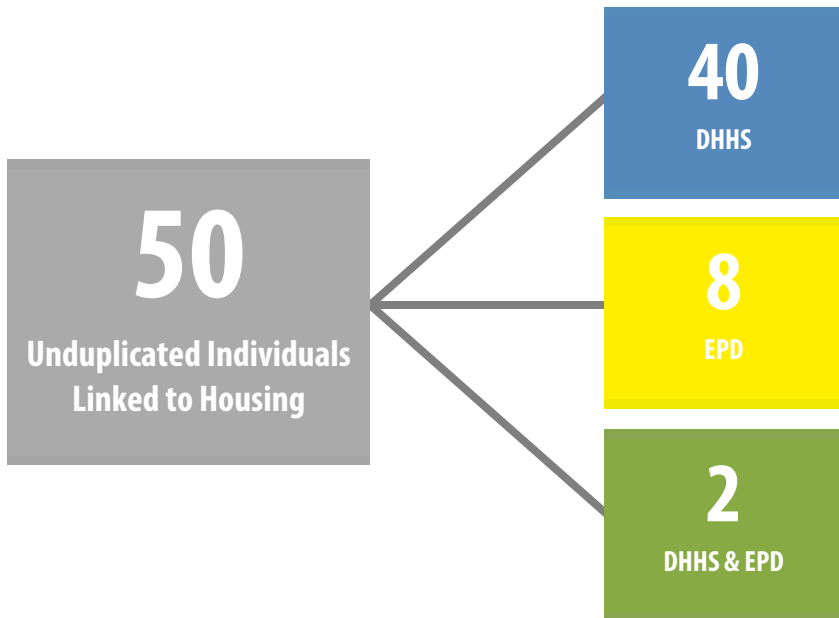 50
Unduplicated Individuals
Linked to Housing
40
DHHS
8
EPD
2
DHHS & EPD